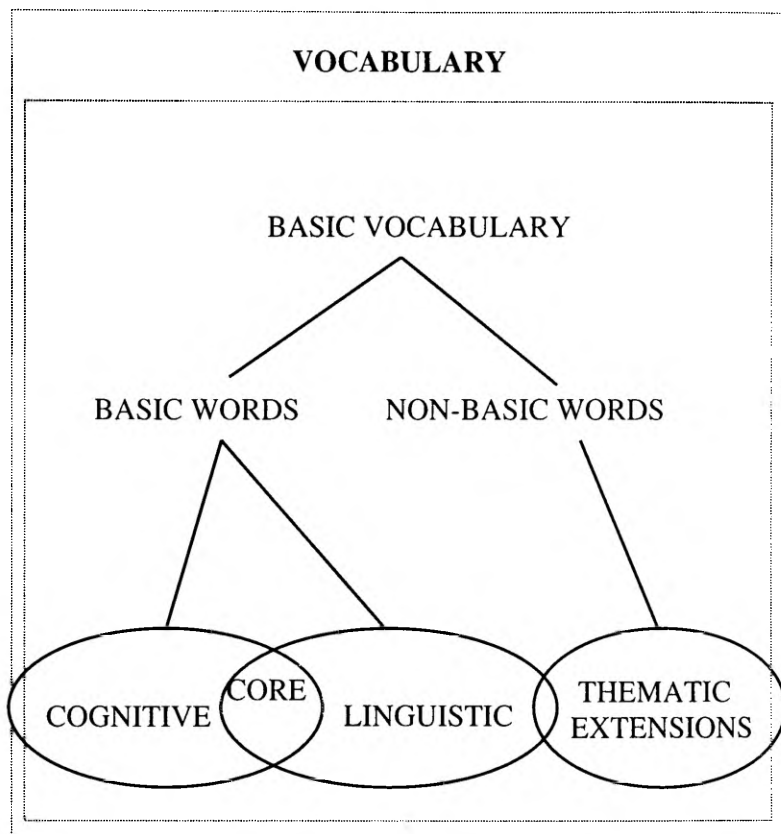 VOCABULARY
BASIC VOCABULARY
BASIC WORDS NON-BASIC WORDS
COGNITIVE CORE LINGUISTIC THEMATIC
EXTENSIONS